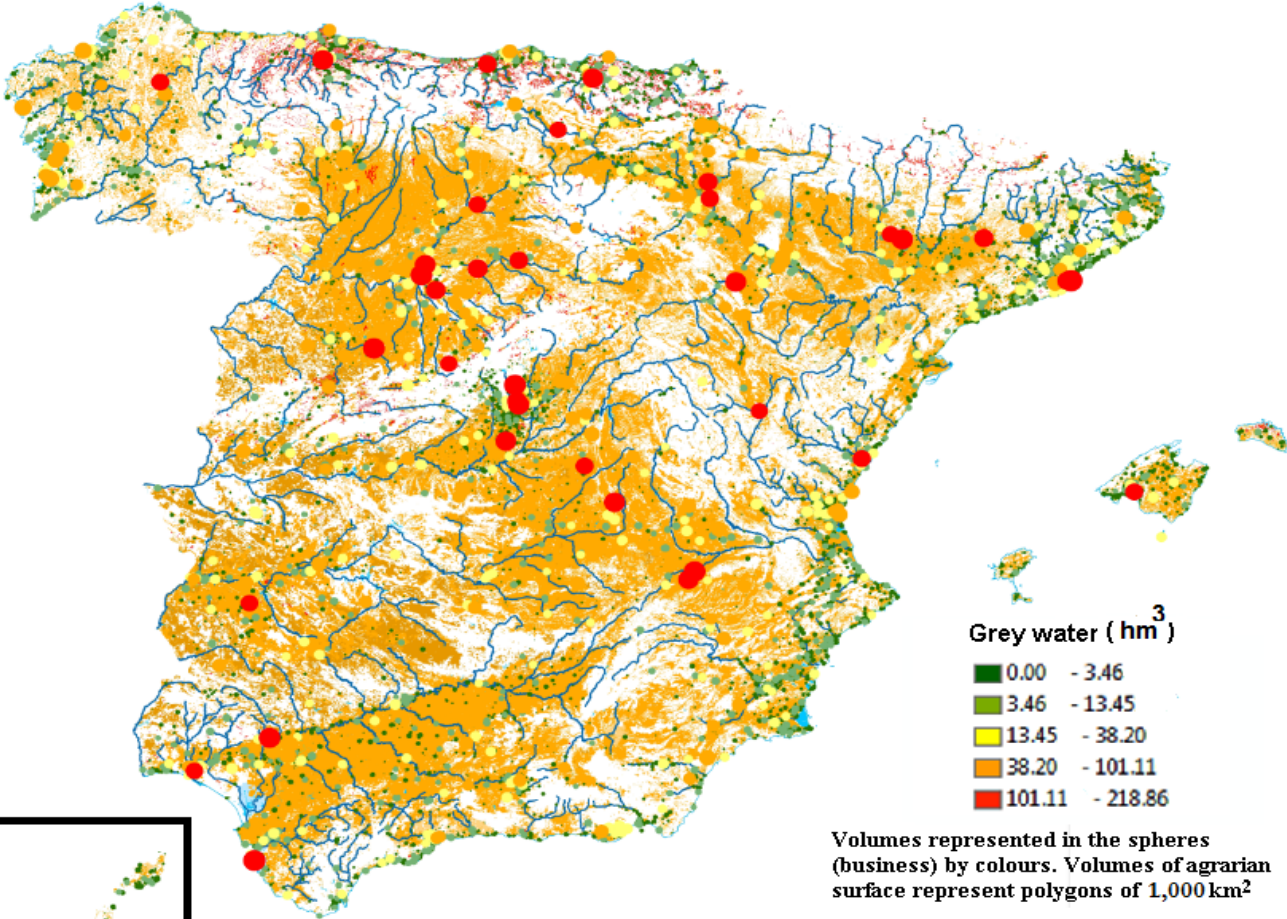 Grey water ( hm3 )
0.00 - 3.46
3.46 - 13.45
13.45 - 38.20
38.20 - 101.11
101.11 - 218.86
Volumes represented in the spheres
(business) by colours. Volumes of agrarian
surface represent polygons of 1,000 km2